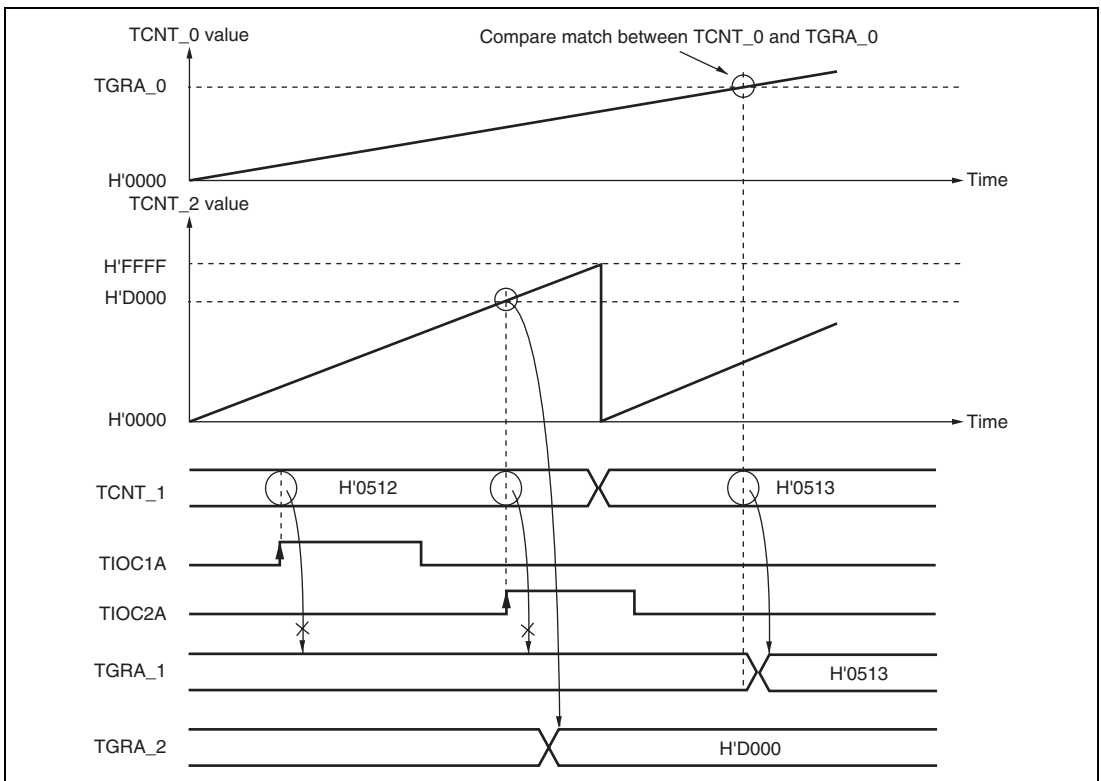 TCNT_0 value
Compare match between TCNT_0 and TGRA_0
TGRA_0
H'0000
Time
TCNT_2 value
H'FFFF
H'D000
H'0000
Time
TCNT_1
H'0512
H'0513
TIOC1A
TIOC2A
TGRA_1
H'0513
TGRA_2
H'D000